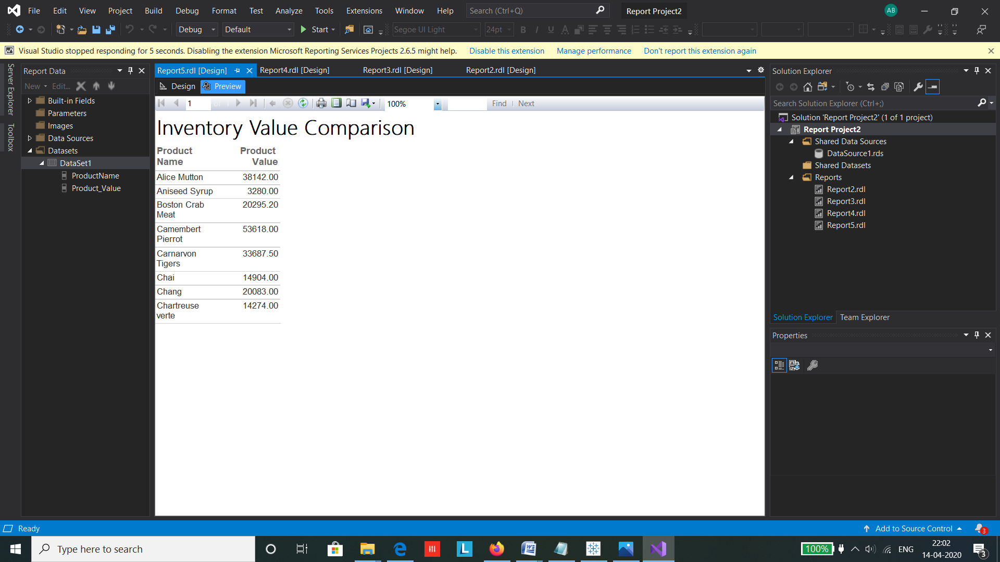 File Edit View Project Build Debug Format Test Analyze Tools Extensions Window Help Search (Ctrl+Q) Report Project2 AB
Debug Default Start Segoe UI Light 24pt
Visual Studio stopped responding for 5 seconds. Disabling the extension Microsoft Reporting Services Projects 2.6.5 might help. Disable this extension Manage performance Don't report this extension again
Server Explorer
Toolbox
Report Data
New Edit...
Built-in Fields
Parameters
Images
Data Sources
Datasets
DataSet1
ProductName
Product_Value
Report5.rdl [Design] Report4.rdl [Design] Report3.rdl [Design] Report2.rdl [Design]
Design Preview
1 of 1 100% Find Next
Inventory Value Comparison
Product Product
Name Value
Alice Mutton 38142.00
Aniseed Syrup 3280.00
Boston Crab 20295.20
Meat
Camembert 53618.00
Pierrot
Carnarvon 33687.50
Tigers
Chai 14904.00
Chang 20083.00
Chartreuse 14274.00
verte
Solution Explorer
Search Solution Explorer (Ctrl+;)
Solution 'Report Project2' (1 of 1 project)
Report Project2
Shared Data Sources
DataSource1.rds
Shared Datasets
Reports
Report2.rdl
Report3.rdl
Report4.rdl
Report5.rdl
Solution Explorer Team Explorer
Properties
Ready Add to Source Control 3
Type here to search 100% ENG 22:02
14-04-2020 3